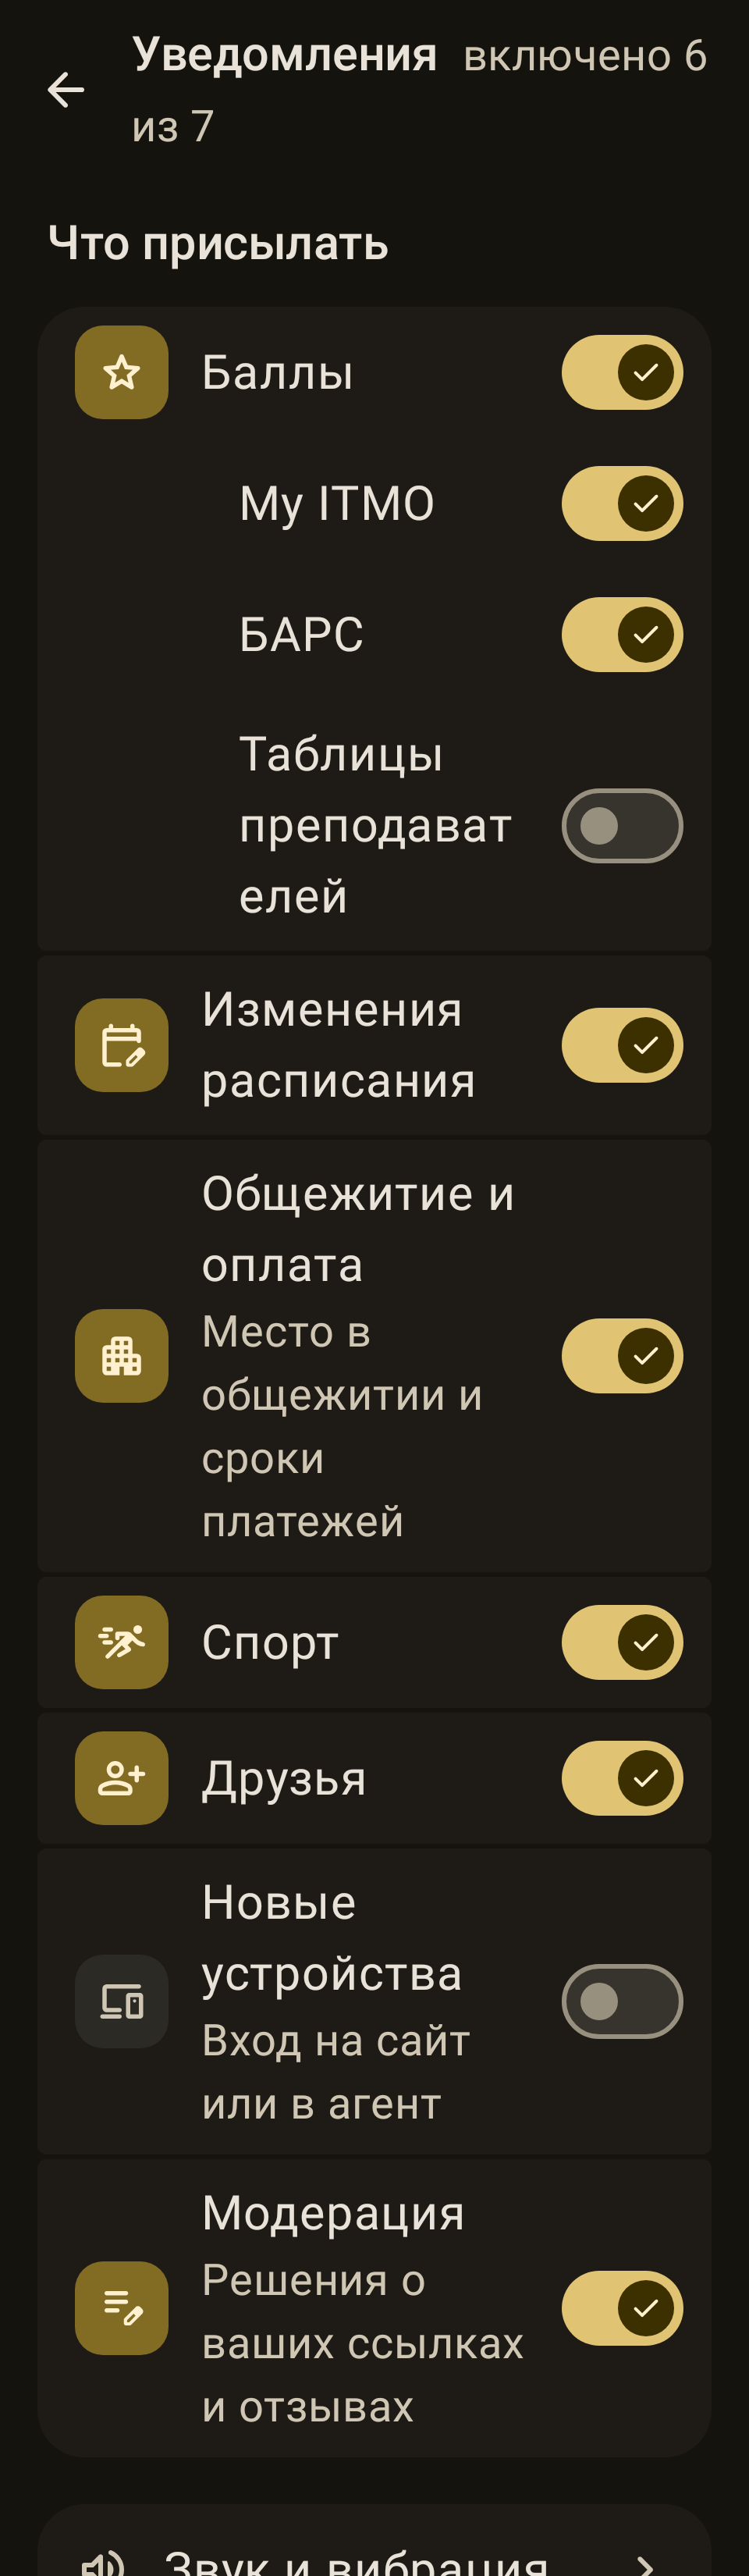 Уведомления включено 6
из 7
Что присылать
Баллы
My ITMO
БАРС
Таблицы
преподават
елей
Изменения
расписания
Общежитие и
оплата
Место в
общежитии и
сроки
платежей
Спорт
Друзья
Новые
устройства
Вход на сайт
или в агент
Модерация
Решения о
ваших ссылках
и отзывах
Звук и вибрация